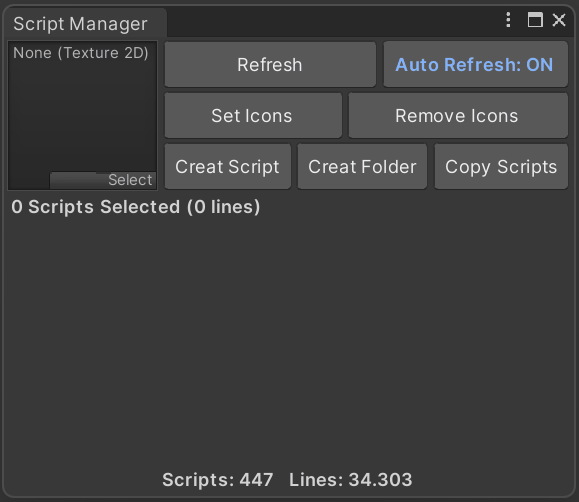 Script Manager
None (Texture 2D)
Select
Refresh
Auto Refresh: ON
Set Icons
Remove Icons
Creat Script
Creat Folder
Copy Scripts
0 Scripts Selected (0 lines)
Scripts: 447 Lines: 34.303